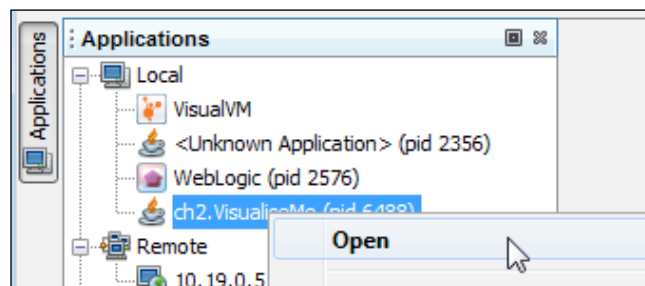 Applications
Applications
Local
VisualVM
<Unknown Application> (pid 2356)
WebLogic (pid 2576)
ch2.VisualiseMe (pid 6488)
Open
Remote
10.19.0.5